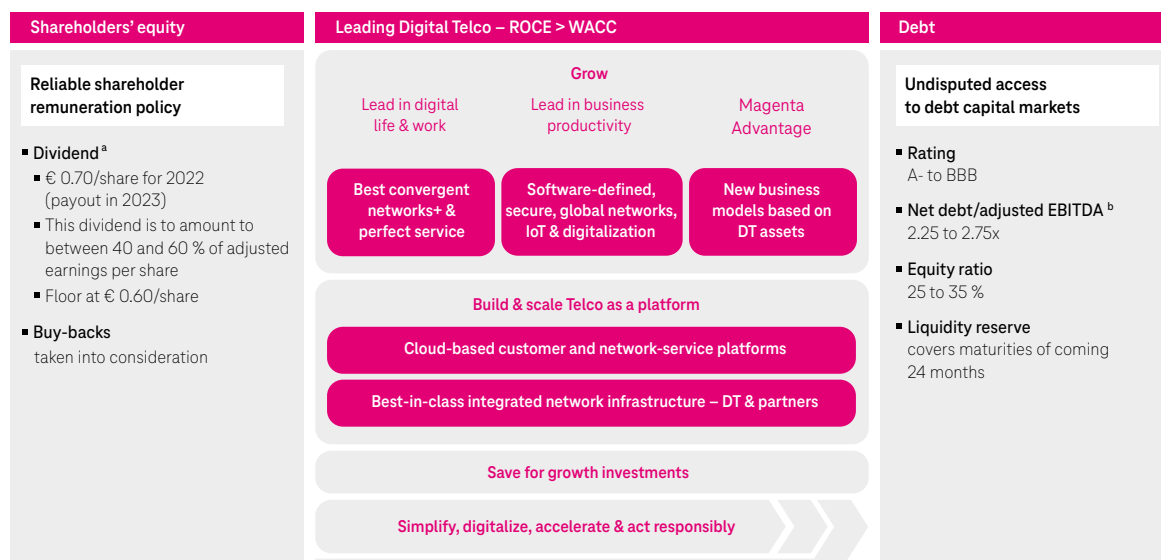 Shareholders' equity
Reliable shareholder
remuneration policy
▪ Dividend a
▪ € 0.70/share for 2022
(payout in 2023)
▪ This dividend is to amount to
between 40 and 60 % of adjusted
earnings per share
▪ Floor at € 0.60/share
▪ Buy-backs
taken into consideration
Leading Digital Telco – ROCE > WACC
Grow
Lead in digital
life & work
Lead in business
productivity
Magenta
Advantage
Best convergent
networks+ &
perfect service
Software-defined,
secure, global networks,
IoT & digitalization
New business
models based on
DT assets
Build & scale Telco as a platform
Cloud-based customer and network-service platforms
Best-in-class integrated network infrastructure – DT & partners
Save for growth investments
Simplify, digitalize, accelerate & act responsibly
Debt
Undisputed access
to debt capital markets
▪ Rating
A- to BBB
▪ Net debt/adjusted EBITDA b
2.25 to 2.75x
▪ Equity ratio
25 to 35 %
▪ Liquidity reserve
covers maturities of coming
24 months